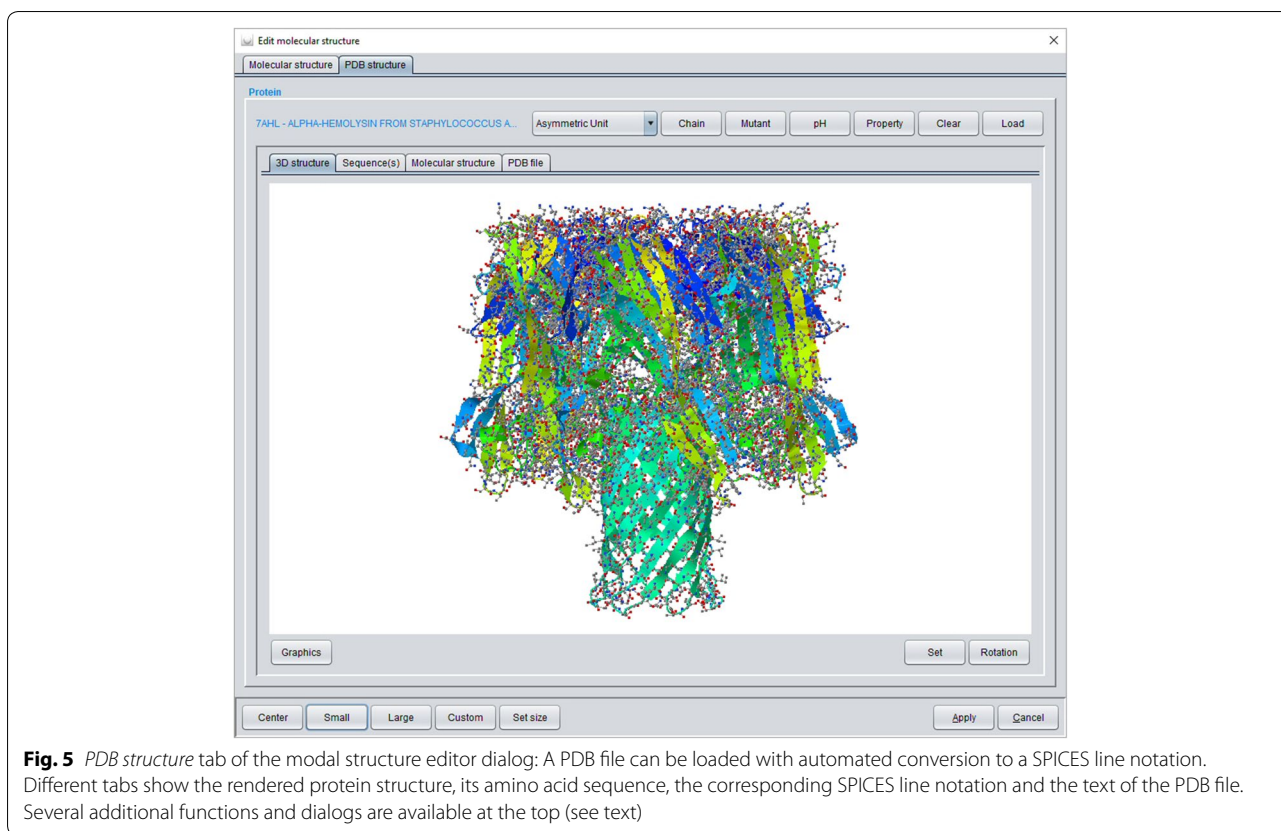 Edit molecular structure
Molecular structure PDB structure
Protein
7AHL - ALPHA-HEMOLYSIN FROM STAPHYLOCOCCUS A... Asymmetric Unit Chain Mutant pH Property Clear Load
3D structure Sequence(s) Molecular structure PDB file
Graphics Set Rotation
Center Small Large Custom Set size Apply Cancel
Fig. 5 PDB structure tab of the modal structure editor dialog: A PDB file can be loaded with automated conversion to a SPICES line notation.
Different tabs show the rendered protein structure, its amino acid sequence, the corresponding SPICES line notation and the text of the PDB file.
Several additional functions and dialogs are available at the top (see text)